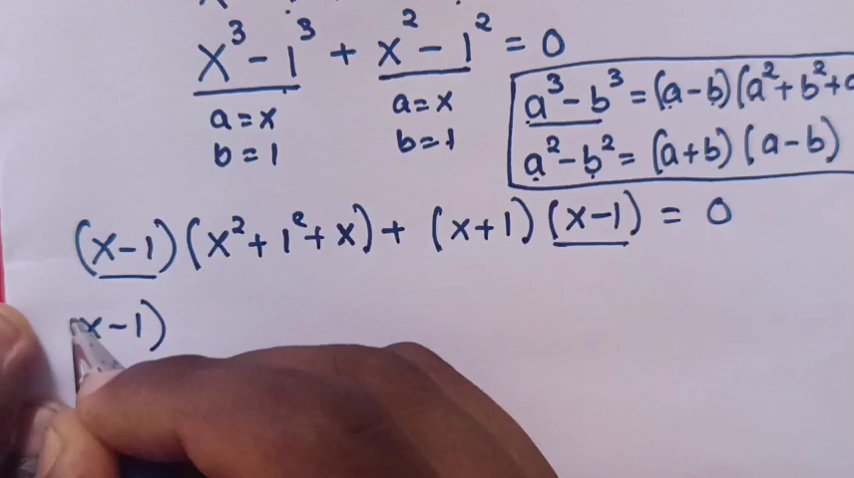 x³ - 1³ + x² - 1² = 0
a = x
b = 1
a = x
b = 1
a³ - b³ = (a - b)(a² + b² + a
a² - b² = (a + b)(a - b)
(x - 1)(x² + 1² + x) + (x + 1)(x - 1) = 0
x - 1)